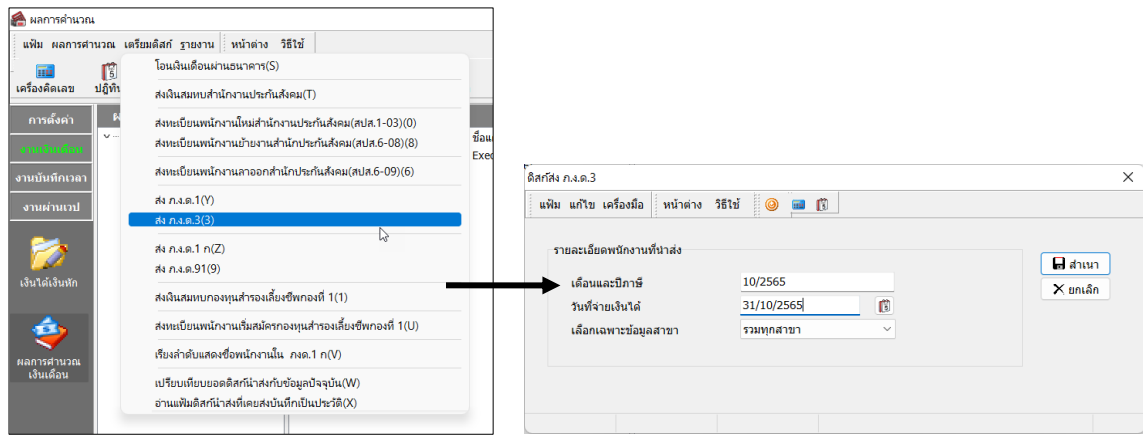 ผลการคำนวณ
แฟ้ม ผลการคำนวณ เตรียมดิสก์ รายงาน หน้าต่าง วิธีใช้
เครื่องคิดเลข
การตั้งค่า
งานเงินเดือน
งานบันทึกเวลา
งานผ่านเวป
เงินได้เงินหัก
ผลการคำนวณ
เงินเดือน
โอนเงินเดือนผ่านธนาคาร(S)
ส่งเงินสมทบสำนักงานประกันสังคม(T)
ส่งทะเบียนพนักงานใหม่สำนักงานประกันสังคม(สปส.1-03)(0)
ส่งทะเบียนพนักงานย้ายงานสำนักประกันสังคม(สปส.6-08)(8)
ส่งทะเบียนพนักงานลาออกสำนักประกันสังคม(สปส.6-09)(6)
ส่ง ภ.ง.ด.1(Y)
ส่ง ภ.ง.ด.3(3)
ส่ง ภ.ง.ด.1 ก(Z)
ส่ง ภ.ง.ด.91(9)
ส่งเงินสมทบกองทุนสำรองเลี้ยงชีพกองที่ 1(1)
ส่งทะเบียนพนักงานเริ่มสมัครกองทุนสำรองเลี้ยงชีพกองที่ 1(U)
เรียงลำดับแสดงชื่อพนักงานใน ภงด.1 ก(V)
เปรียบเทียบยอดดิสก์นำส่งกับข้อมูลปัจจุบัน(W)
อ่านแฟ้มดิสก์นำส่งที่เคยส่งบันทึกเป็นประวัติ(X)
ดิสก์ส่ง ภ.ง.ด.3
แฟ้ม แก้ไข เครื่องมือ หน้าต่าง วิธีใช้
รายละเอียดพนักงานที่นำส่ง
เดือนและปีภาษี 10/2565
วันที่จ่ายเงินได้ 31/10/2565
เลือกเฉพาะข้อมูลสาขา รวมทุกสาขา
สำเนา
ยกเลิก